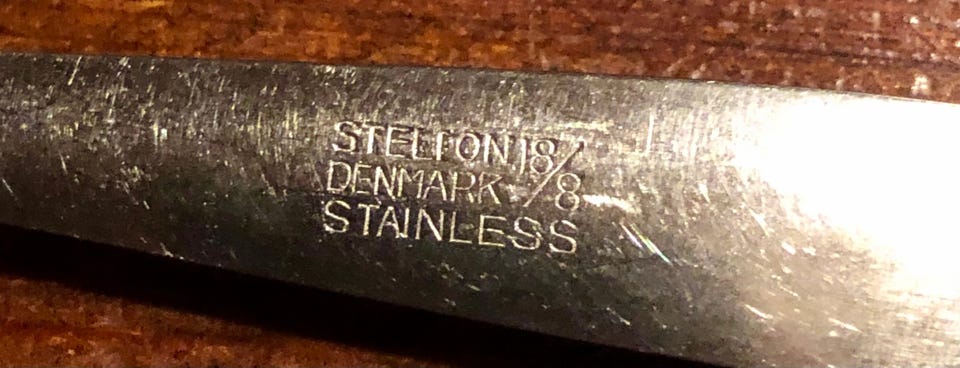 STELTON 18/8
DENMARK
STAINLESS